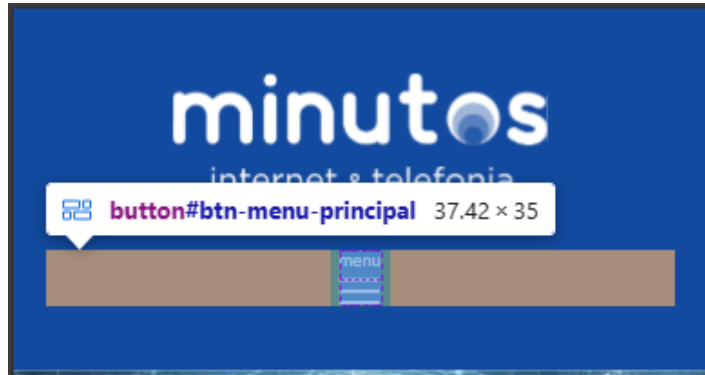 minutos
internet & telefonia
button#btn-menu-principal 37.42 × 35
menu